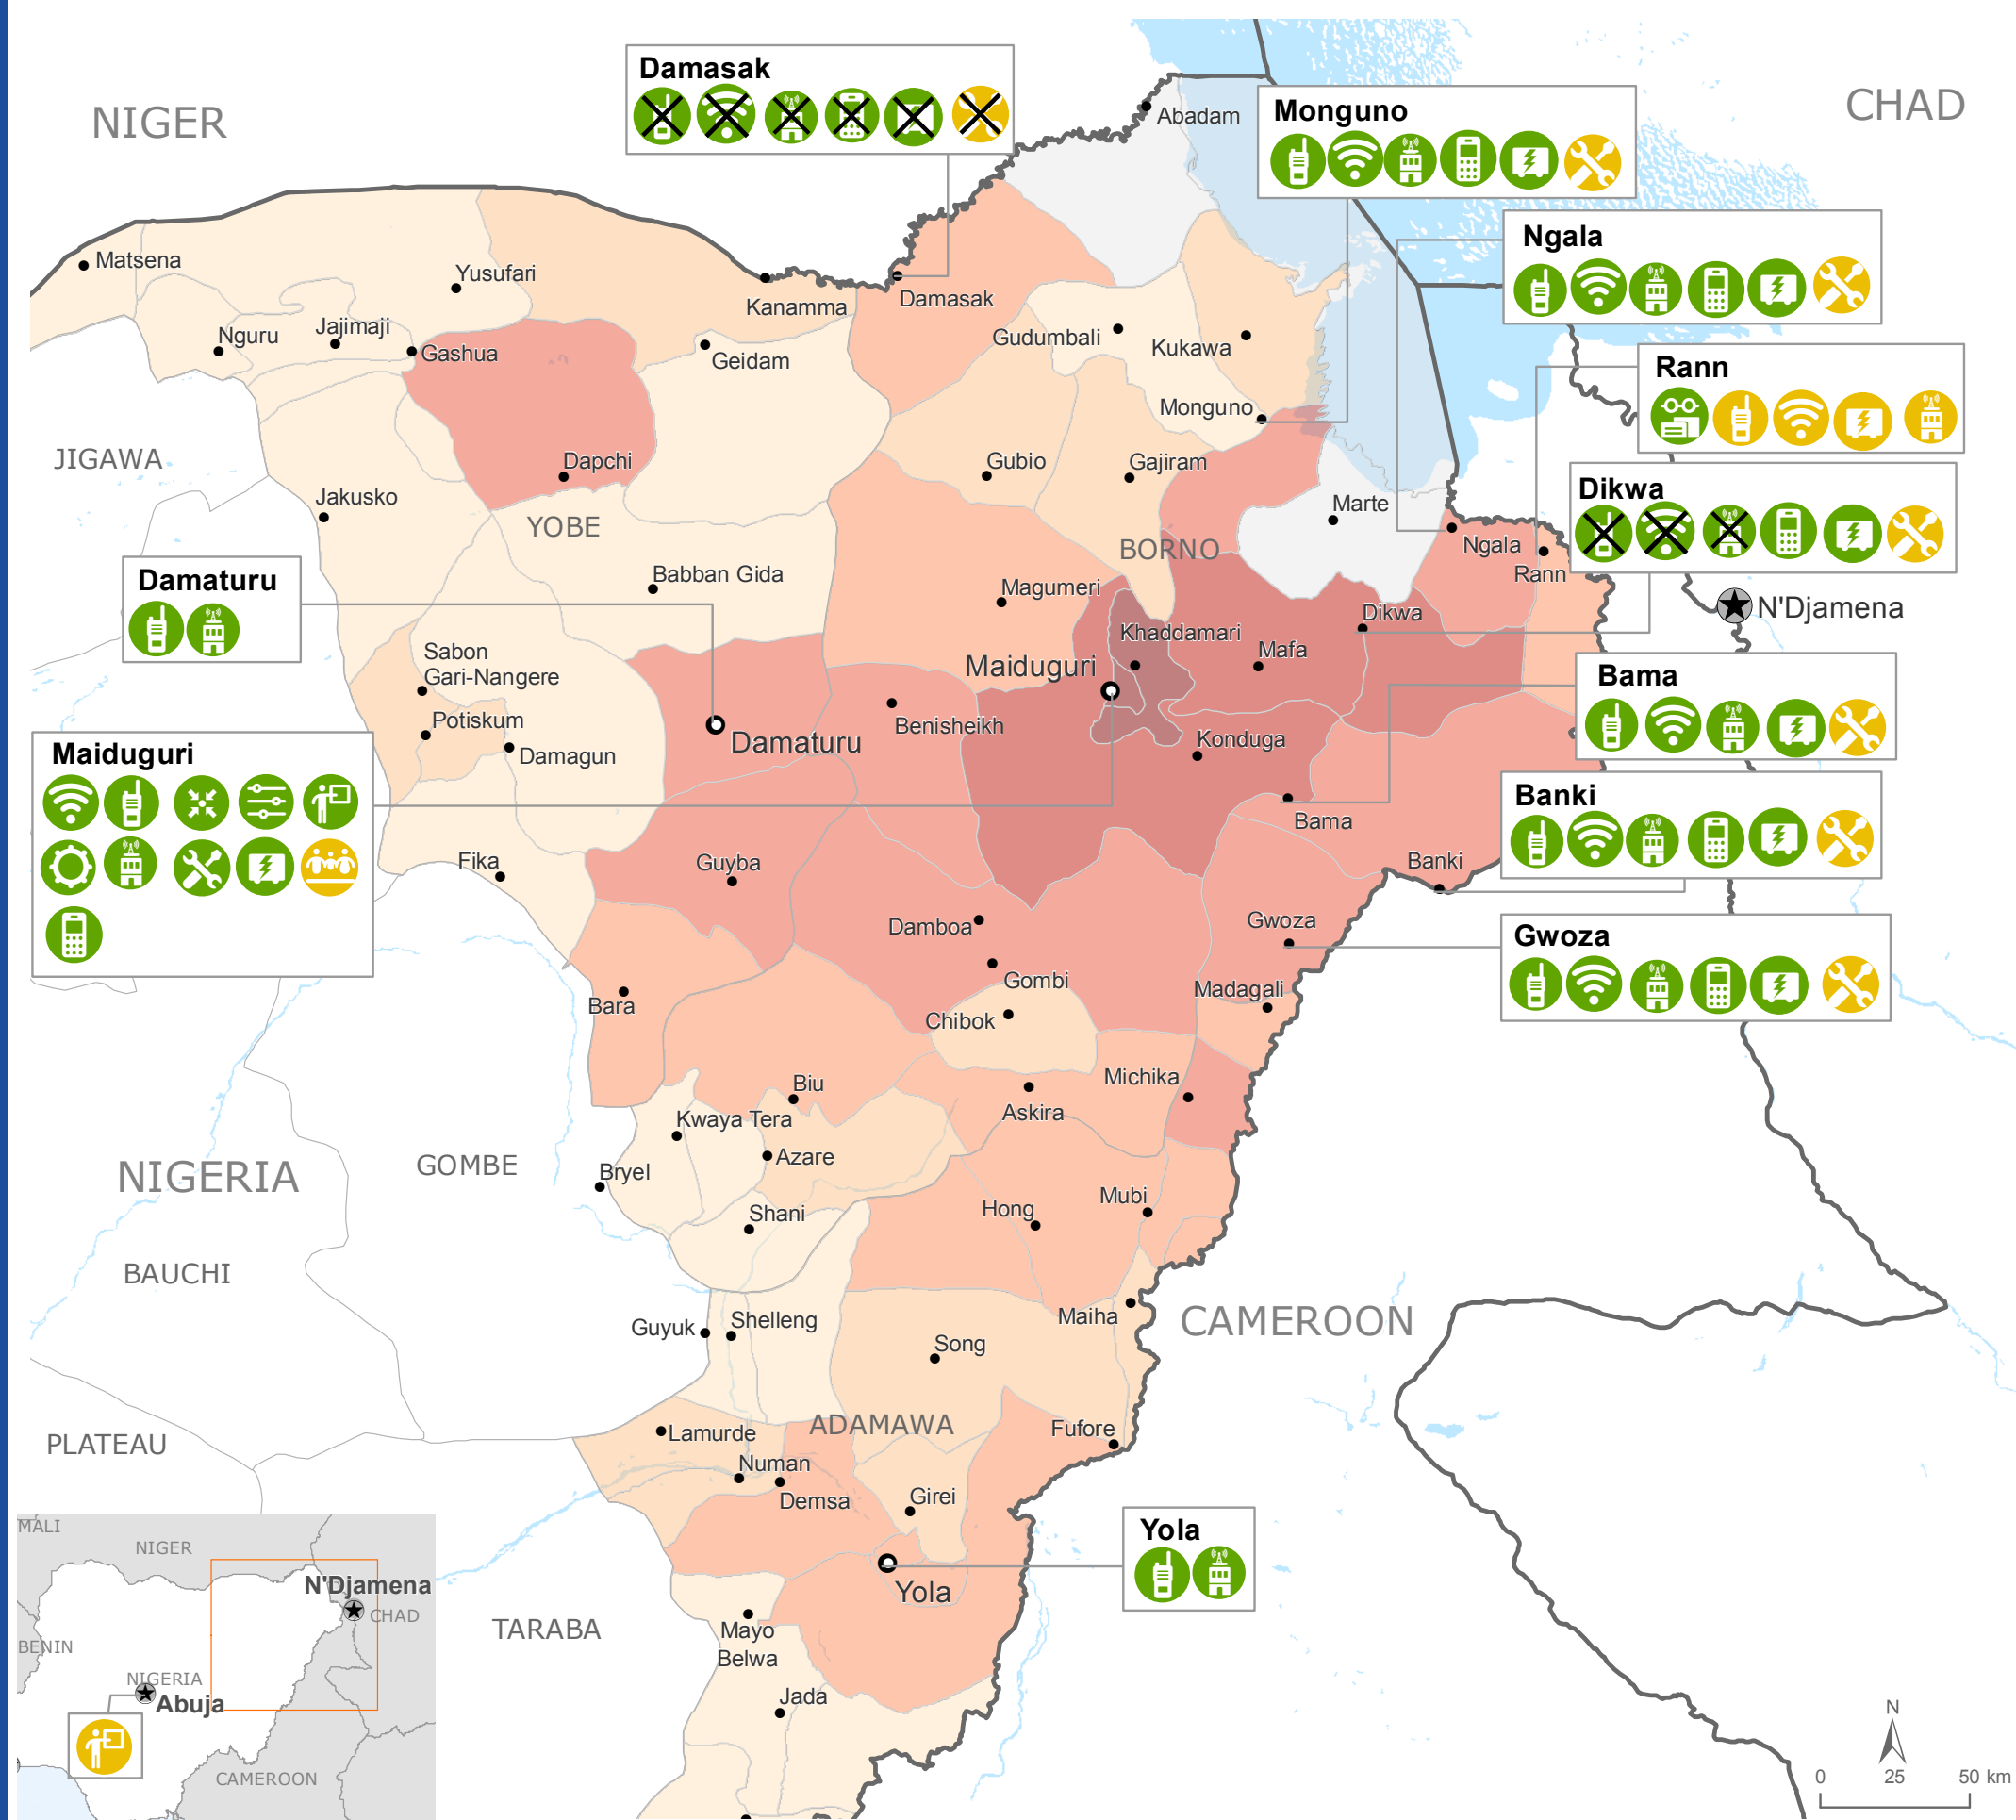 Damasak
NIGER
CHAD
Abadam
Monguno
Ngala
Matsena
Yusufari
Kanamma
Damasak
Nguru
Jajimaji
Gashua
Geidam
Gudumbali
Kukawa
Rann
Monguno
JIGAWA
Dapchi
Gubio
Gajiram
Dikwa
Jakusko
YOBE
Marte
BORNO
Ngala
Rann
Damaturu
Babban Gida
Magumeri
N'Djamena
Dikwa
Khaddamari
Mafa
Sabon
Gari-Nangere
Maiduguri
Bama
Potiskum
Benisheikh
Damaturu
Damagun
Konduga
Maiduguri
Banki
Bama
Fika
Guyba
Banki
Damboa
Gwoza
Gwoza
Gombi
Madagali
Bara
Chibok
Biu
Michika
Askira
Kwaya Tera
Azare
NIGERIA
GOMBE
Bryel
Mubi
Shani
Hong
BAUCHI
Maiha
CAMEROON
Guyuk
Shelleng
Song
ADAMAWA
Fufore
PLATEAU
Lamurde
Numan
Demsa
Girei
Yola
MALI
NIGER
N'Djamena
CHAD
Yola
TARABA
Mayo
Belwa
BENIN
NIGERIA
Abuja
Jada
N
CAMEROON
0 25 50 km